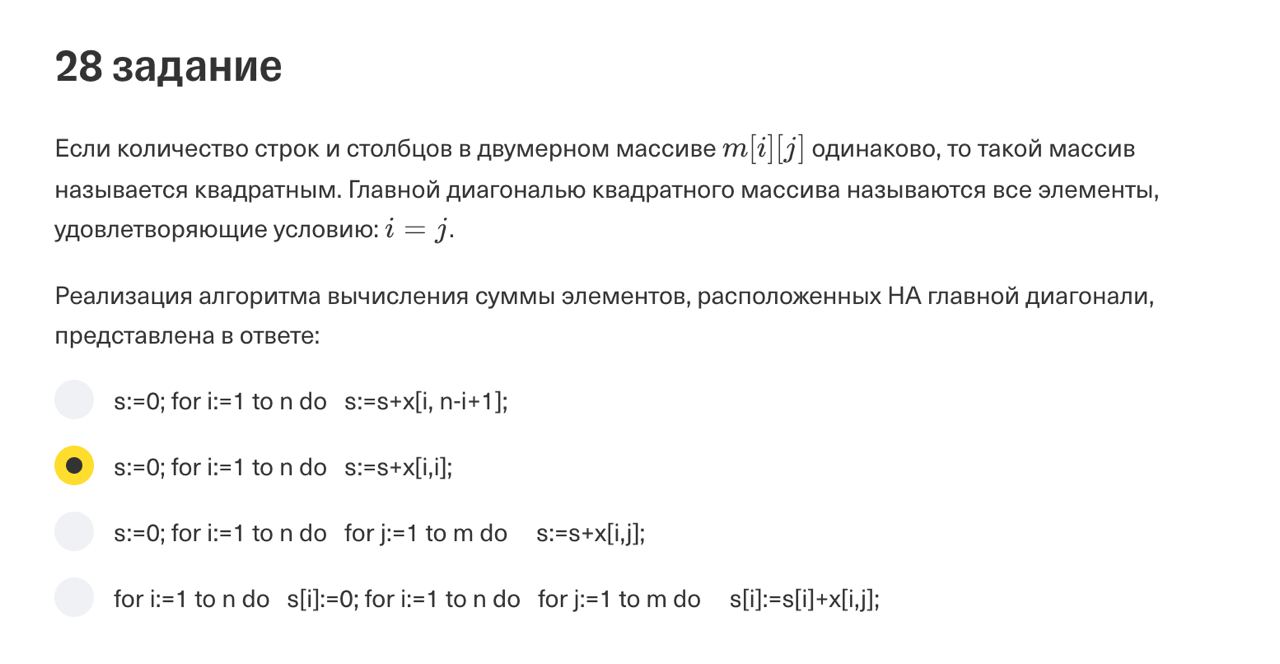 28 задание
Если количество строк и столбцов в двумерном массиве m[i][j] одинаково, то такой массив
называется квадратным. Главной диагональю квадратного массива называются все элементы,
удовлетворяющие условию: i = j.
Реализация алгоритма вычисления суммы элементов, расположенных НА главной диагонали,
представлена в ответе:
s:=0; for i:=1 to n do   s:=s+x[i, n-i+1];
s:=0; for i:=1 to n do   s:=s+x[i,i];
s:=0; for i:=1 to n do   for j:=1 to m do     s:=s+x[i,j];
for i:=1 to n do   s[i]:=0; for i:=1 to n do   for j:=1 to m do     s[i]:=s[i]+x[i,j];